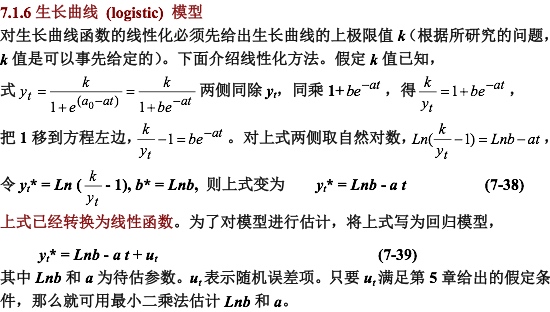 7.1.6 生长曲线 (logistic) 模型
对生长曲线函数的线性化必须先给出生长曲线的上极限值 k（根据所研究的问题，
k 值是可以事先给定的）。下面介绍线性化方法。假定 k 值已知，
式 y_t = k/(1+e^(a_0−at)) = k/(1+be^−at) 两侧同除 y_t，同乘 1+be^−at，得 k/y_t = 1+be^−at，
把 1 移到方程左边，k/y_t −1 = be^−at。对上式两侧取自然对数，Ln(k/y_t −1) = Lnb − at，
令 y_t* = Ln (k/y_t - 1), b* = Lnb, 则上式变为 y_t* = Lnb - a t (7-38)
上式已经转换为线性函数。为了对模型进行估计，将上式写为回归模型，
y_t* = Lnb - a t + u_t (7-39)
其中 Lnb 和 a 为待估参数。u_t 表示随机误差项。只要 u_t 满足第 5 章给出的假定条
件，那么就可用最小二乘法估计 Lnb 和 a。